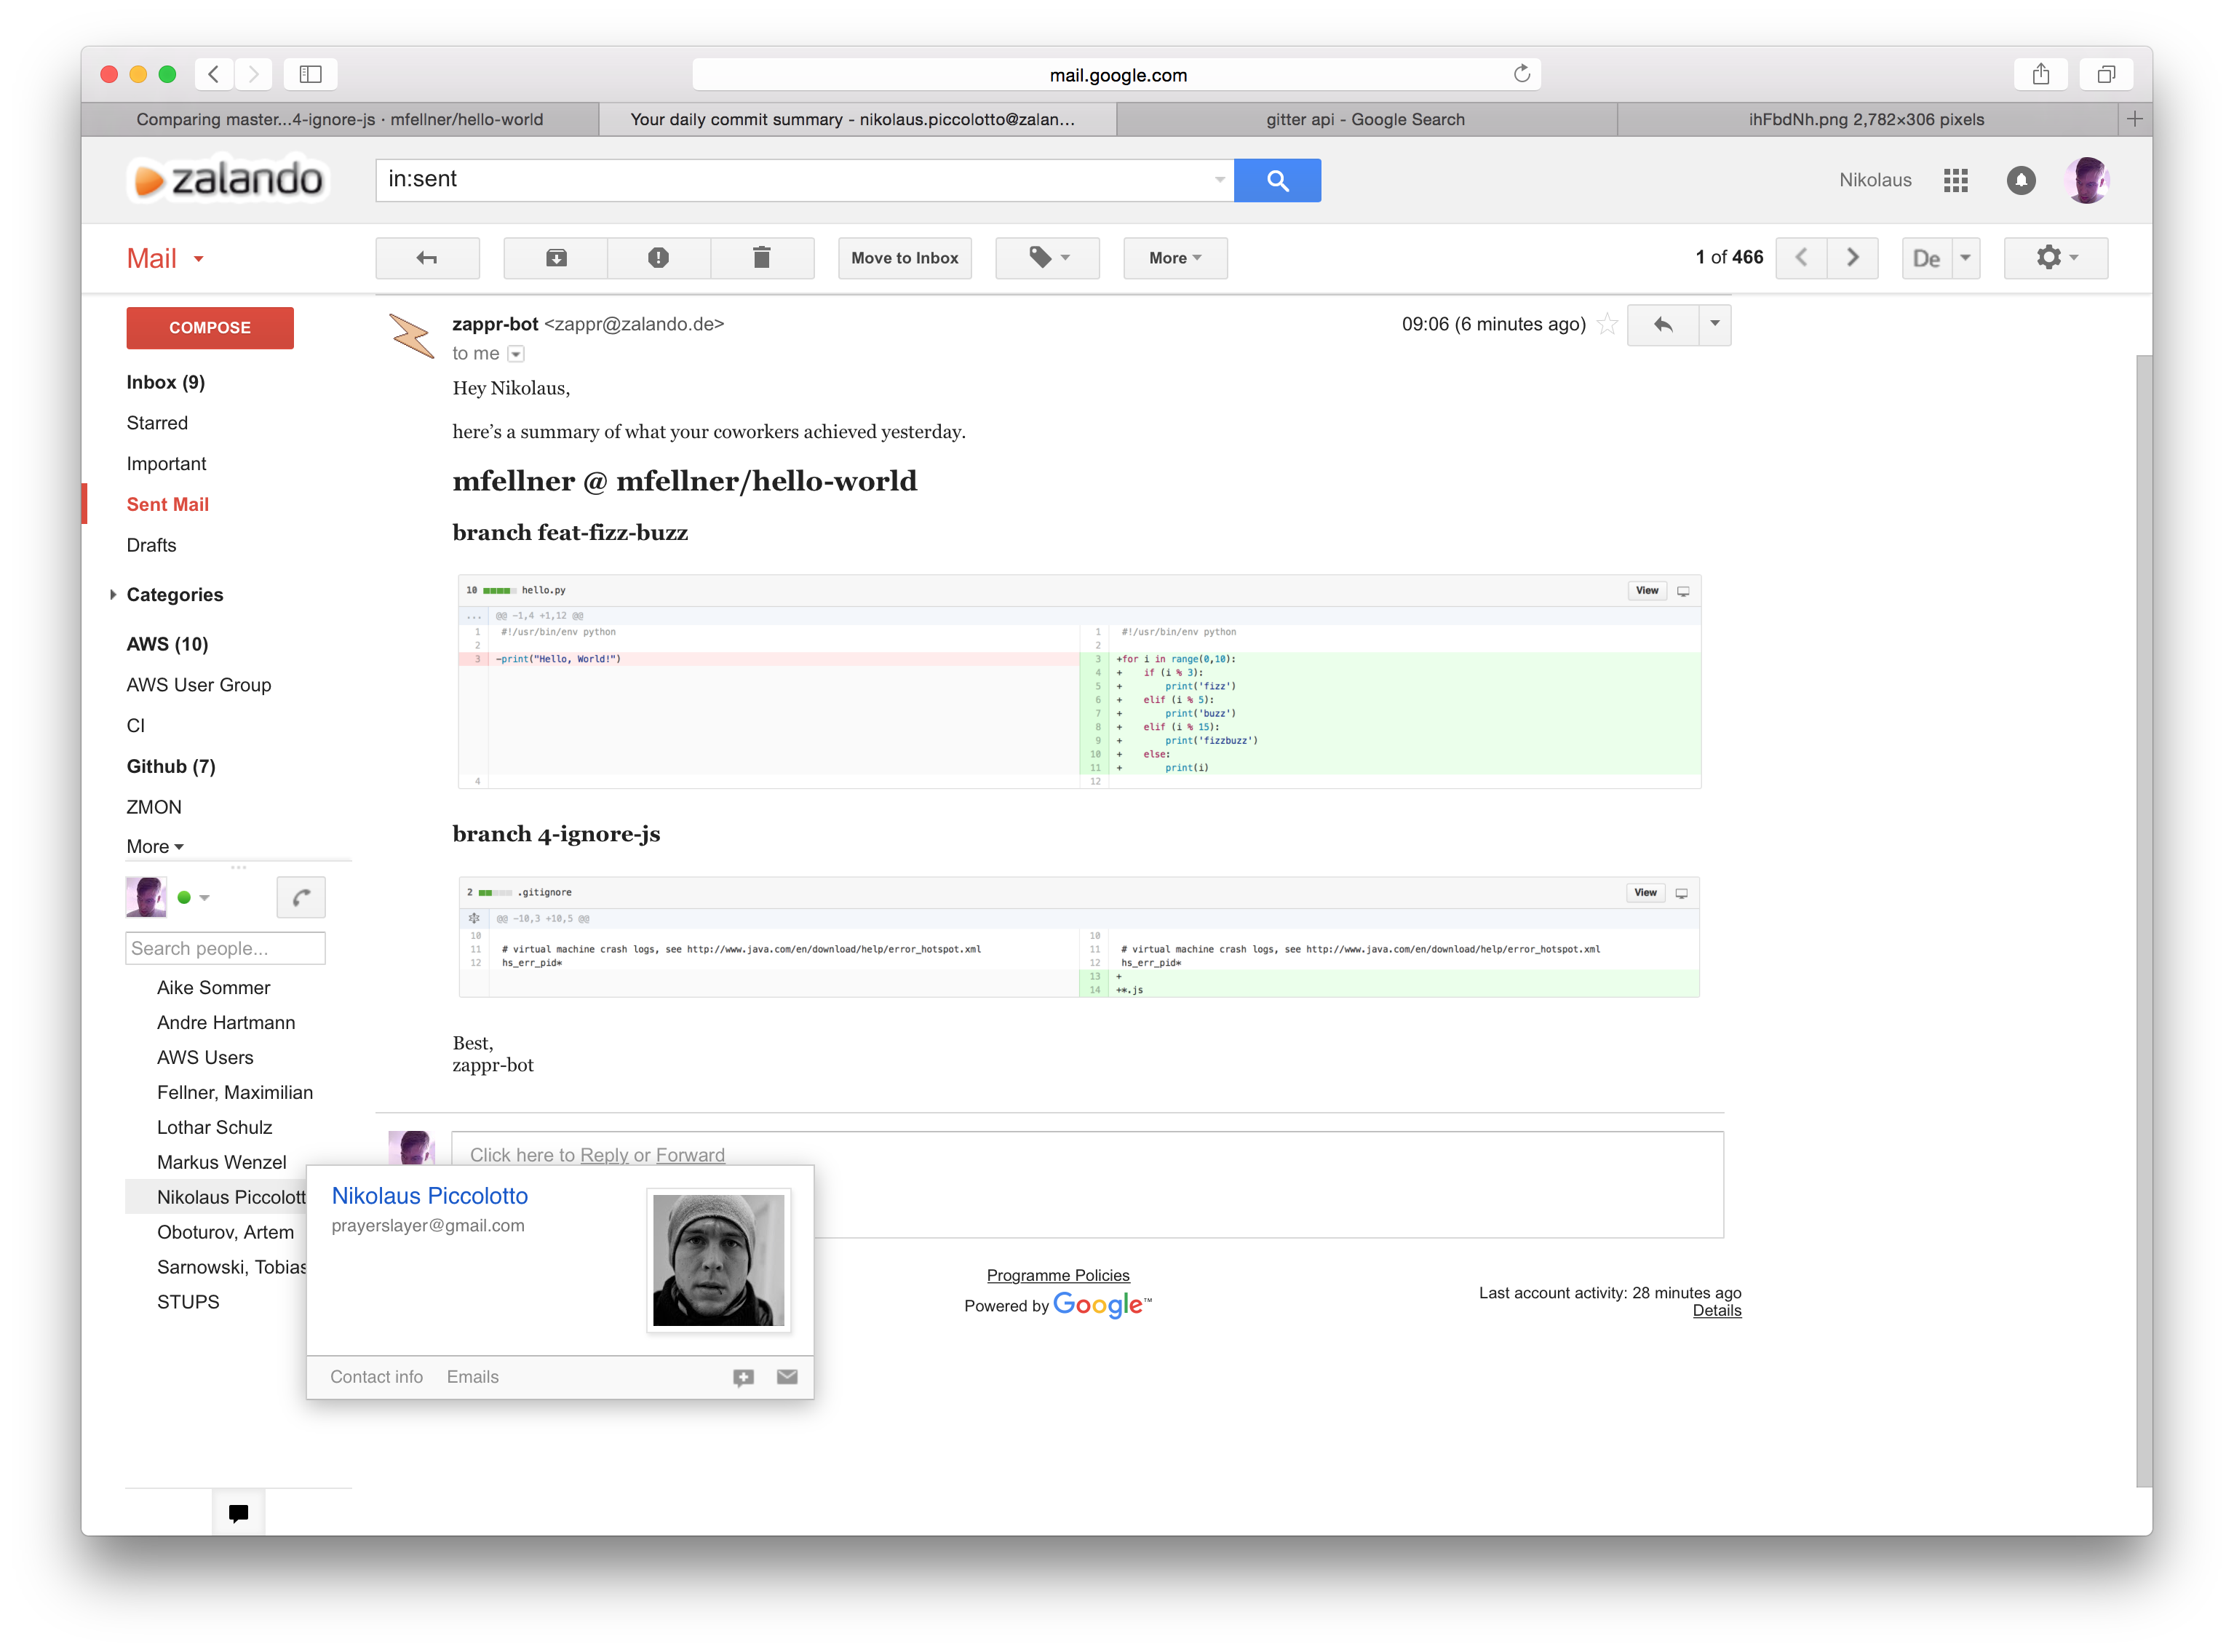 mail.google.com
Comparing master...4-ignore-js · mfellner/hello-world
Your daily commit summary - nikolaus.piccolotto@zalan...
gitter api - Google Search
ihFbdNh.png 2,782×306 pixels
zalando
in:sent
Nikolaus
Mail
Move to Inbox
More
1 of 466
De
COMPOSE
Inbox (9)
Starred
Important
Sent Mail
Drafts
Categories
AWS (10)
AWS User Group
CI
Github (7)
ZMON
More
Search people...
Aike Sommer
Andre Hartmann
AWS Users
Fellner, Maximilian
Lothar Schulz
Markus Wenzel
Nikolaus Piccolott
Oboturov, Artem
Sarnowski, Tobias
STUPS
zappr-bot <zappr@zalando.de>
09:06 (6 minutes ago)
to me
Hey Nikolaus,
here's a summary of what your coworkers achieved yesterday.
mfellner @ mfellner/hello-world
branch feat-fizz-buzz
10 hello.py
View
... @@ -1,4 +1,12 @@
1 #!/usr/bin/env python
2
3 -print("Hello, World!")
4
1 #!/usr/bin/env python
2
3 +for i in range(0,10):
4 + if (i % 3):
5 + print('fizz')
6 + elif (i % 5):
7 + print('buzz')
8 + elif (i % 15):
9 + print('fizzbuzz')
10 + else:
11 + print(i)
12
branch 4-ignore-js
2 .gitignore
View
@@ -10,3 +10,5 @@
10
11 # virtual machine crash logs, see http://www.java.com/en/download/help/error_hotspot.xml
12 hs_err_pid*
10
11 # virtual machine crash logs, see http://www.java.com/en/download/help/error_hotspot.xml
12 hs_err_pid*
13 +
14 +*.js
Best,
zappr-bot
Click here to Reply or Forward
Nikolaus Piccolotto
prayerslayer@gmail.com
Contact info
Emails
Programme Policies
Powered by Google™
Last account activity: 28 minutes ago
Details